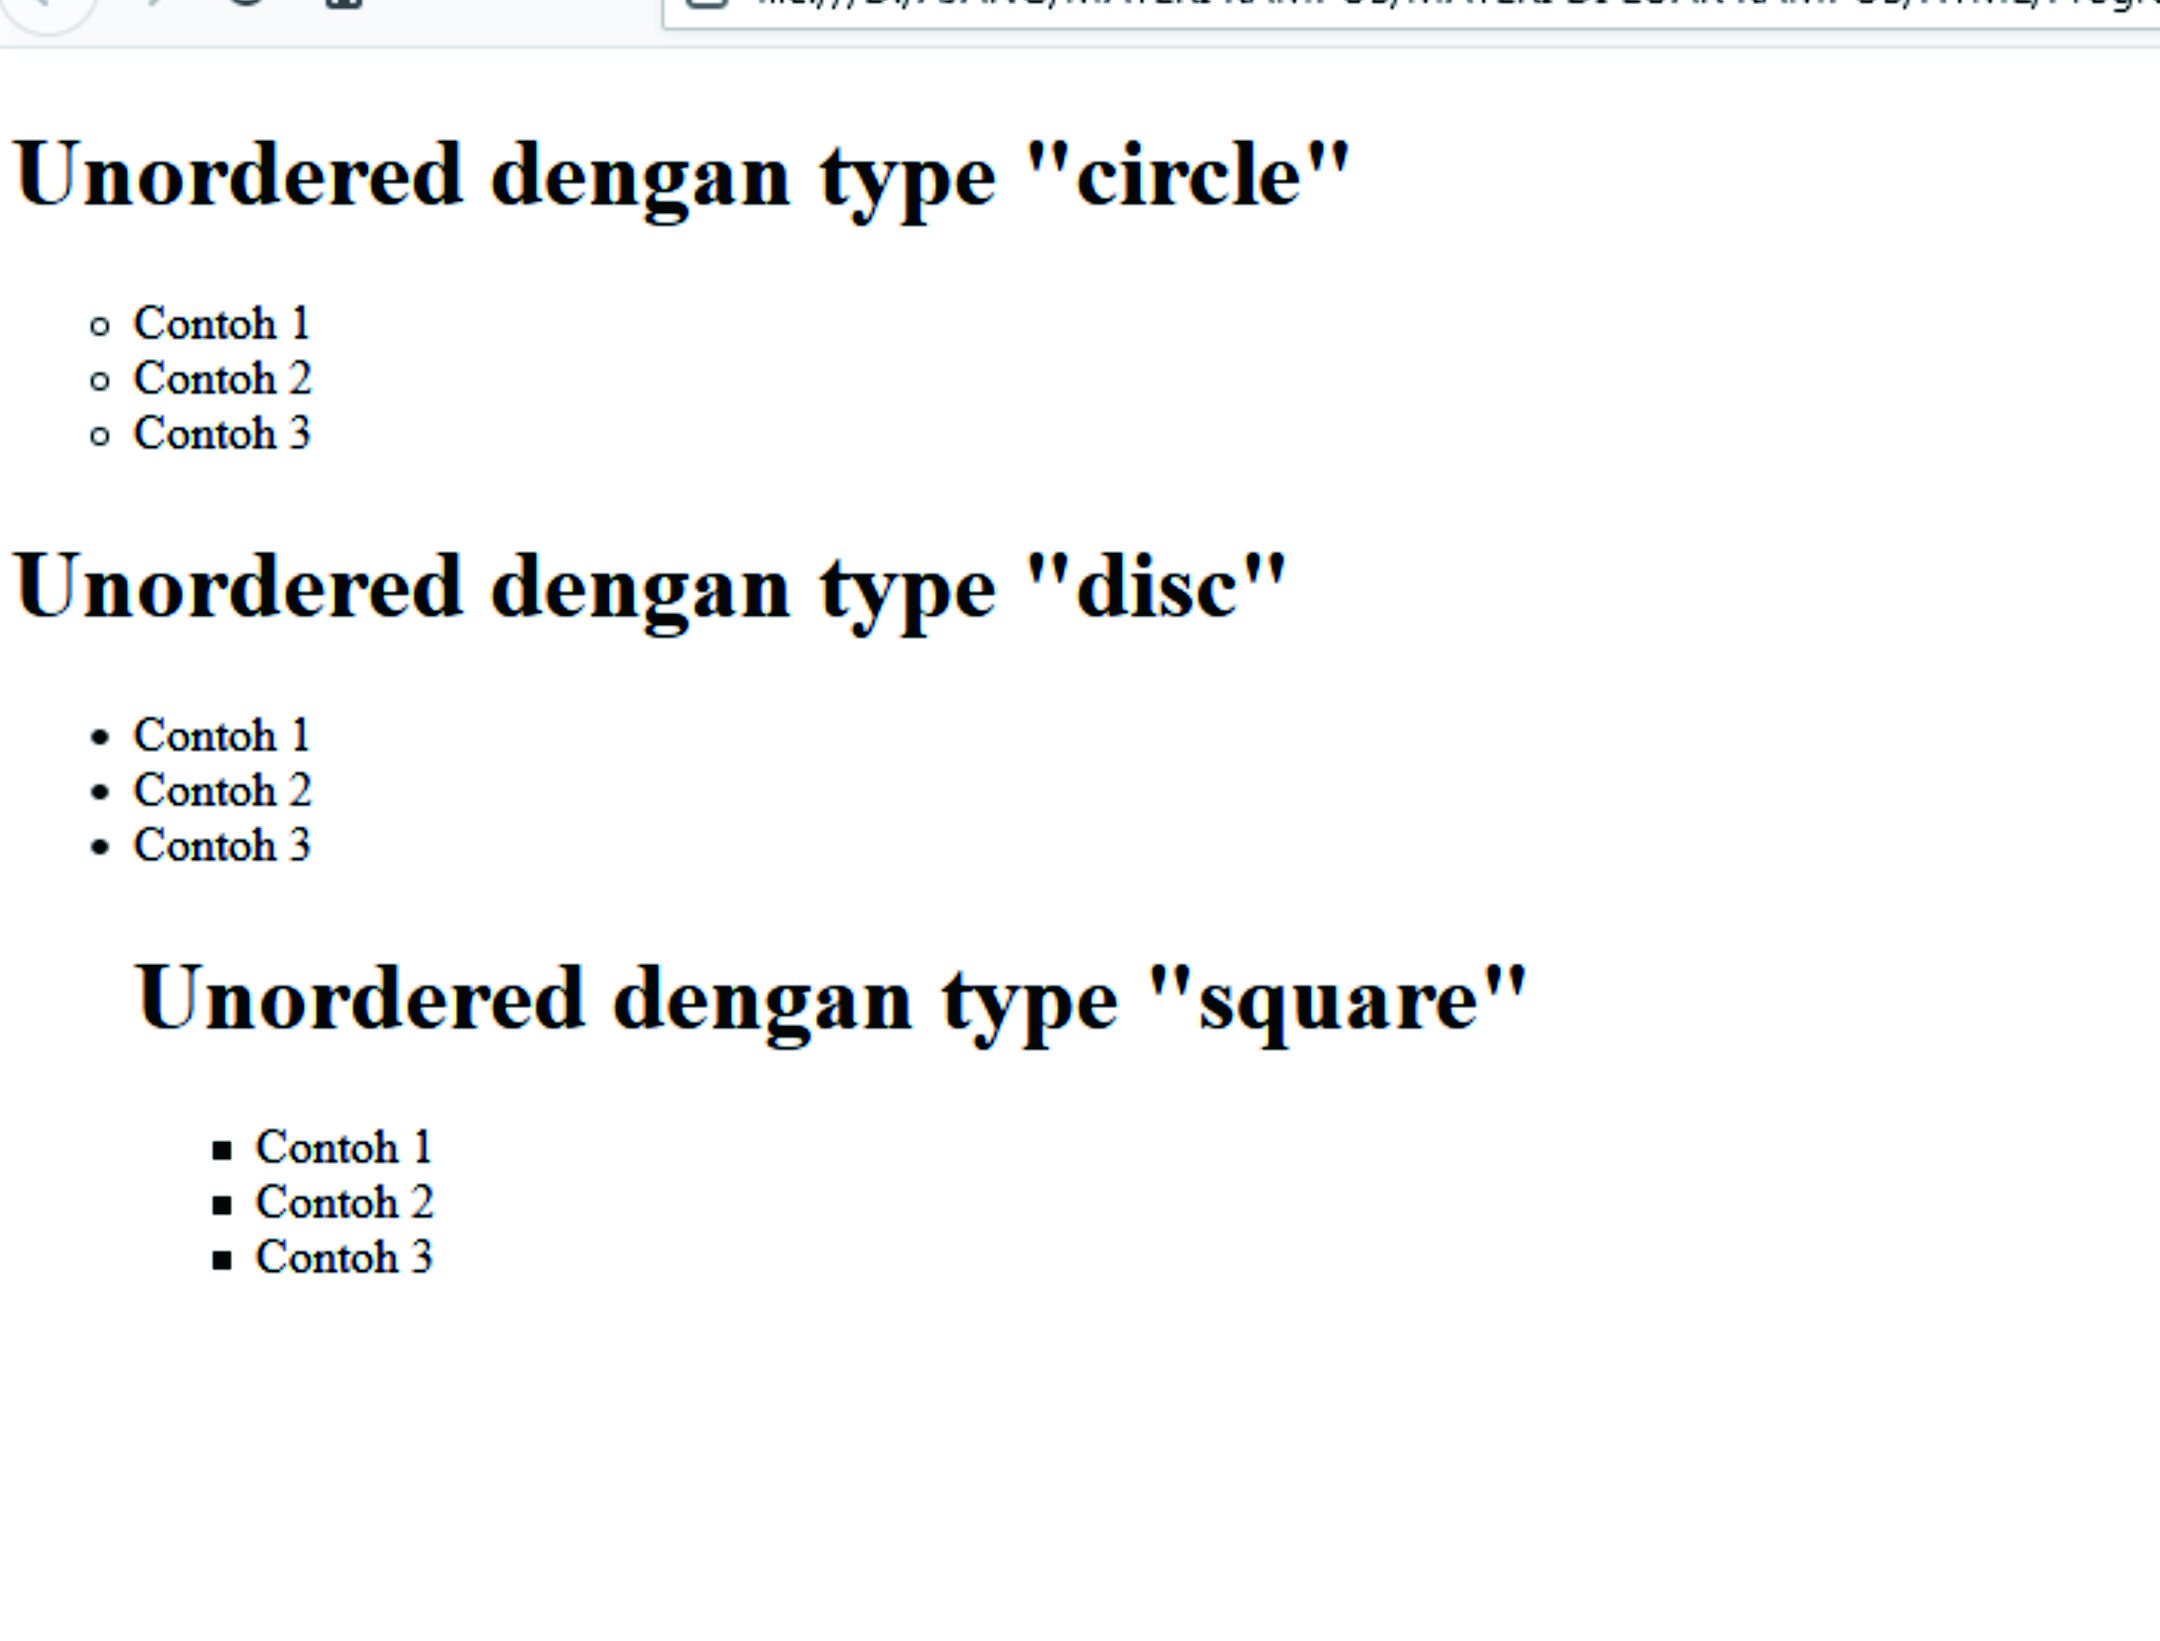 Unordered dengan type "circle"
Contoh 1
Contoh 2
Contoh 3
Unordered dengan type "disc"
Contoh 1
Contoh 2
Contoh 3
Unordered dengan type "square"
Contoh 1
Contoh 2
Contoh 3